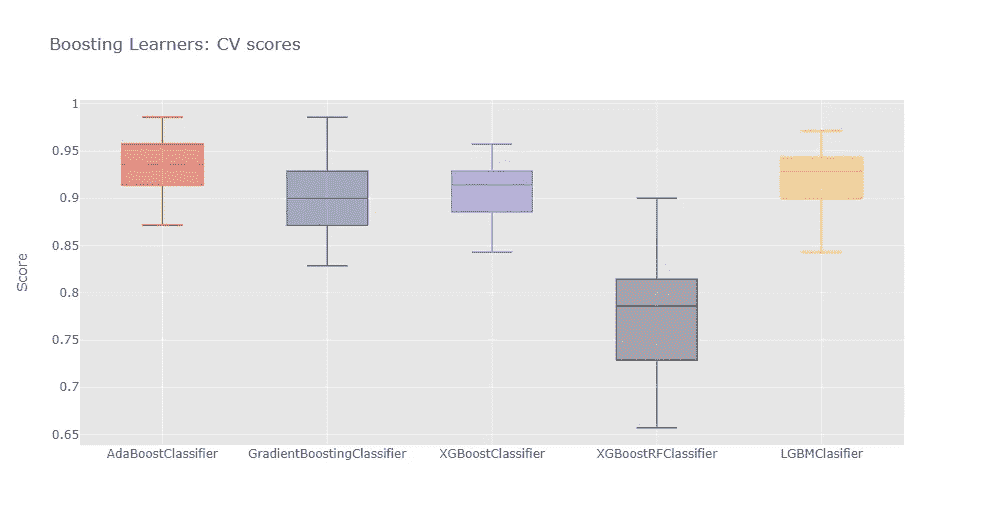 Boosting Learners: CV scores
1
0.95
0.9
0.85
0.8
0.75
0.7
0.65
Score
AdaBoostClassifier
GradientBoostingClassifier
XGBoostClassifier
XGBoostRFClassifier
LGBMClasifier